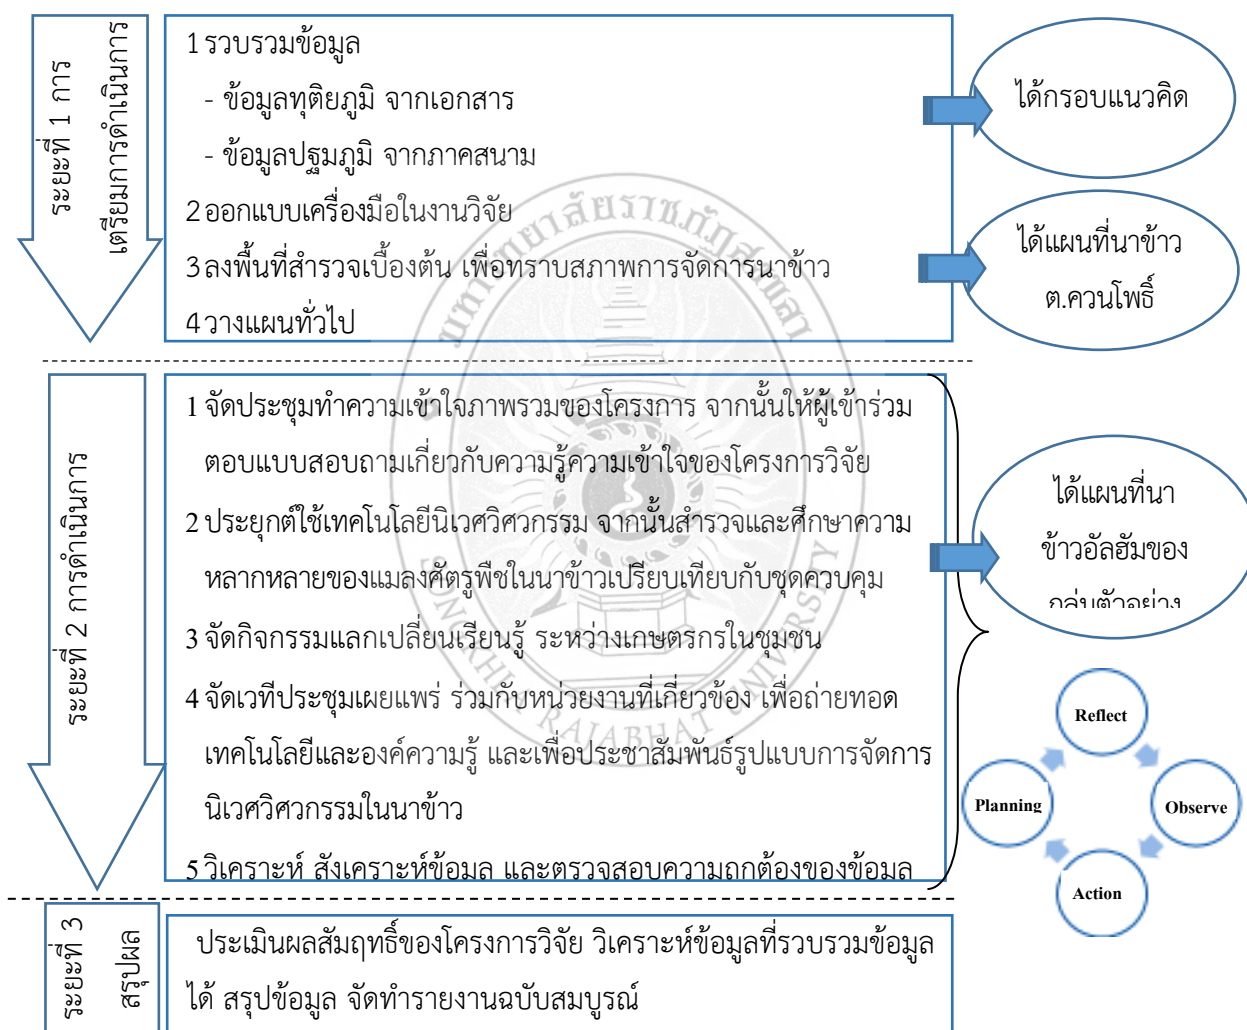 ระยะที่ 1 การ
เตรียมการดำเนินการ
1 รวบรวมข้อมูล
- ข้อมูลทุติยภูมิ จากเอกสาร
- ข้อมูลปฐมภูมิ จากภาคสนาม
2 ออกแบบเครื่องมือในงานวิจัย
3 ลงพื้นที่สำรวจเบื้องต้น เพื่อทราบสภาพการจัดการนาข้าว
4 วางแผนทั่วไป
ได้กรอบแนวคิด
ได้แผนที่นาข้าว
ต.ควนโพธิ์
ระยะที่ 2 การดำเนินการ
1 จัดประชุมทำความเข้าใจภาพรวมของโครงการ จากนั้นให้ผู้เข้าร่วม
ตอบแบบสอบถามเกี่ยวกับความรู้ความเข้าใจของโครงการวิจัย
2 ประยุกต์ใช้เทคโนโลยีนิเวศวิศวกรรม จากนั้นสำรวจและศึกษาความ
หลากหลายของแมลงศัตรูพืชในนาข้าวเปรียบเทียบกับชุดควบคุม
3 จัดกิจกรรมแลกเปลี่ยนเรียนรู้ ระหว่างเกษตรกรในชุมชน
4 จัดเวทีประชุมเผยแพร่ ร่วมกับหน่วยงานที่เกี่ยวข้อง เพื่อถ่ายทอด
เทคโนโลยีและองค์ความรู้ และเพื่อประชาสัมพันธ์รูปแบบการจัดการ
นิเวศวิศวกรรมในนาข้าว
5 วิเคราะห์ สังเคราะห์ข้อมูล และตรวจสอบความถูกต้องของข้อมูล
ได้แผนที่นา
ข้าวอัลฮัมของ
กลุ่มตัวอย่าง
Reflect
Planning
Observe
Action
ระยะที่ 3
สรุปผล
ประเมินผลสัมฤทธิ์ของโครงการวิจัย วิเคราะห์ข้อมูลที่รวบรวมข้อมูล
ได้ สรุปข้อมูล จัดทำรายงานฉบับสมบูรณ์
มหาวิทยาลัยราชภัฏสงขลา
SONGKHLA RAJABHAT UNIVERSITY